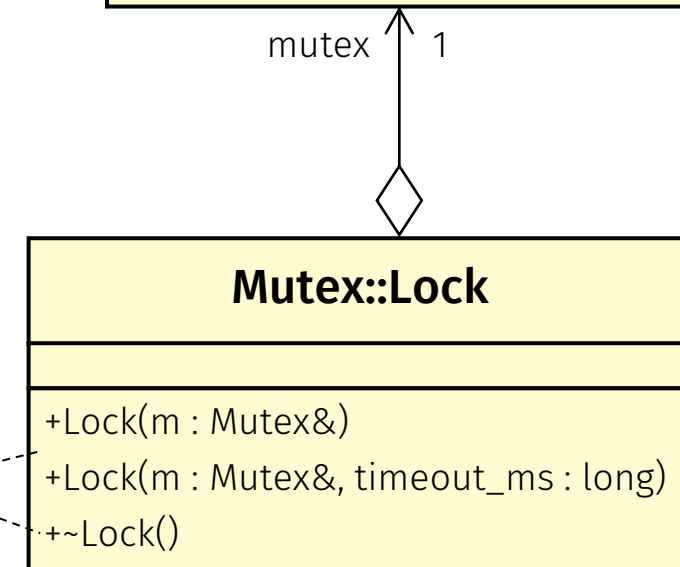 mutex 1
Mutex::Lock
+Lock(m : Mutex&)
+Lock(m : Mutex&, timeout_ms : long)
+~Lock()